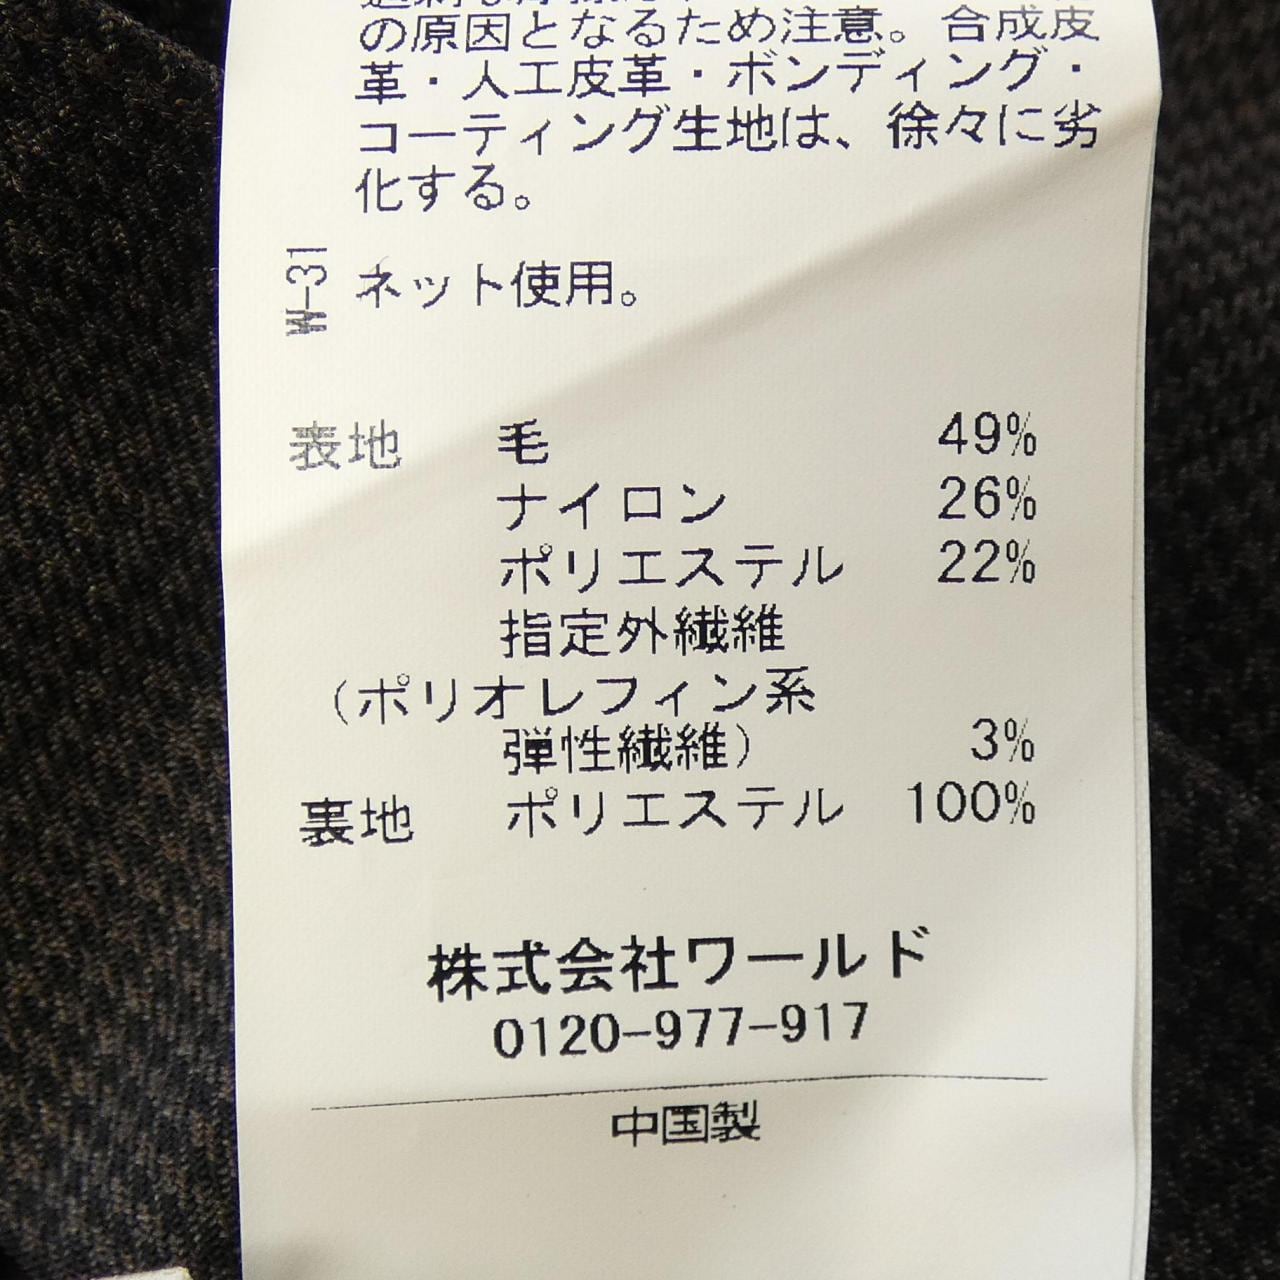 の原因となるため注意。合成皮
革・人工皮革・ボンディング・
コーティング生地は、徐々に劣
化する。
W-31 ネット使用。
表地 毛 49%
ナイロン 26%
ポリエステル 22%
指定外繊維
(ポリオレフィン系
弾性繊維) 3%
裏地 ポリエステル 100%
株式会社ワールド
0120-977-917
中国製